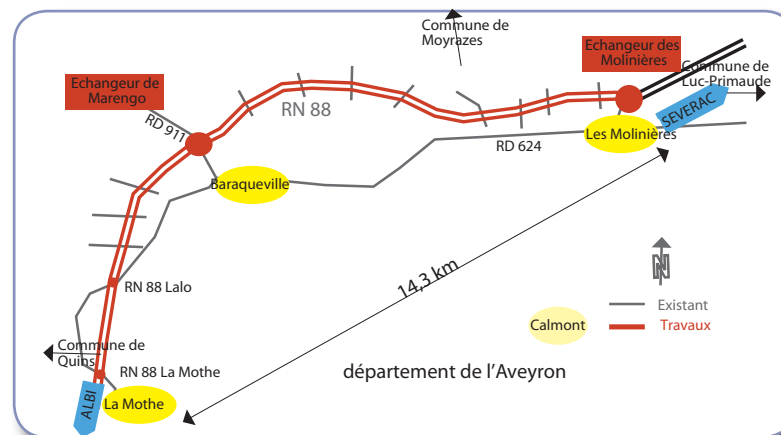 Commune de
Moyrazes
Echangeur des
Molinières
Commune de
Luc-Primaude
Echangeur de
Marengo
RN 88
SEVERAC
RD 911
Les Molinières
RD 624
Baraqueville
14,3 km
RN 88 Lalo
Existant
Calmont
Travaux
Commune de
Quins
RN 88 La Mothe
département de l'Aveyron
ALBI
La Mothe